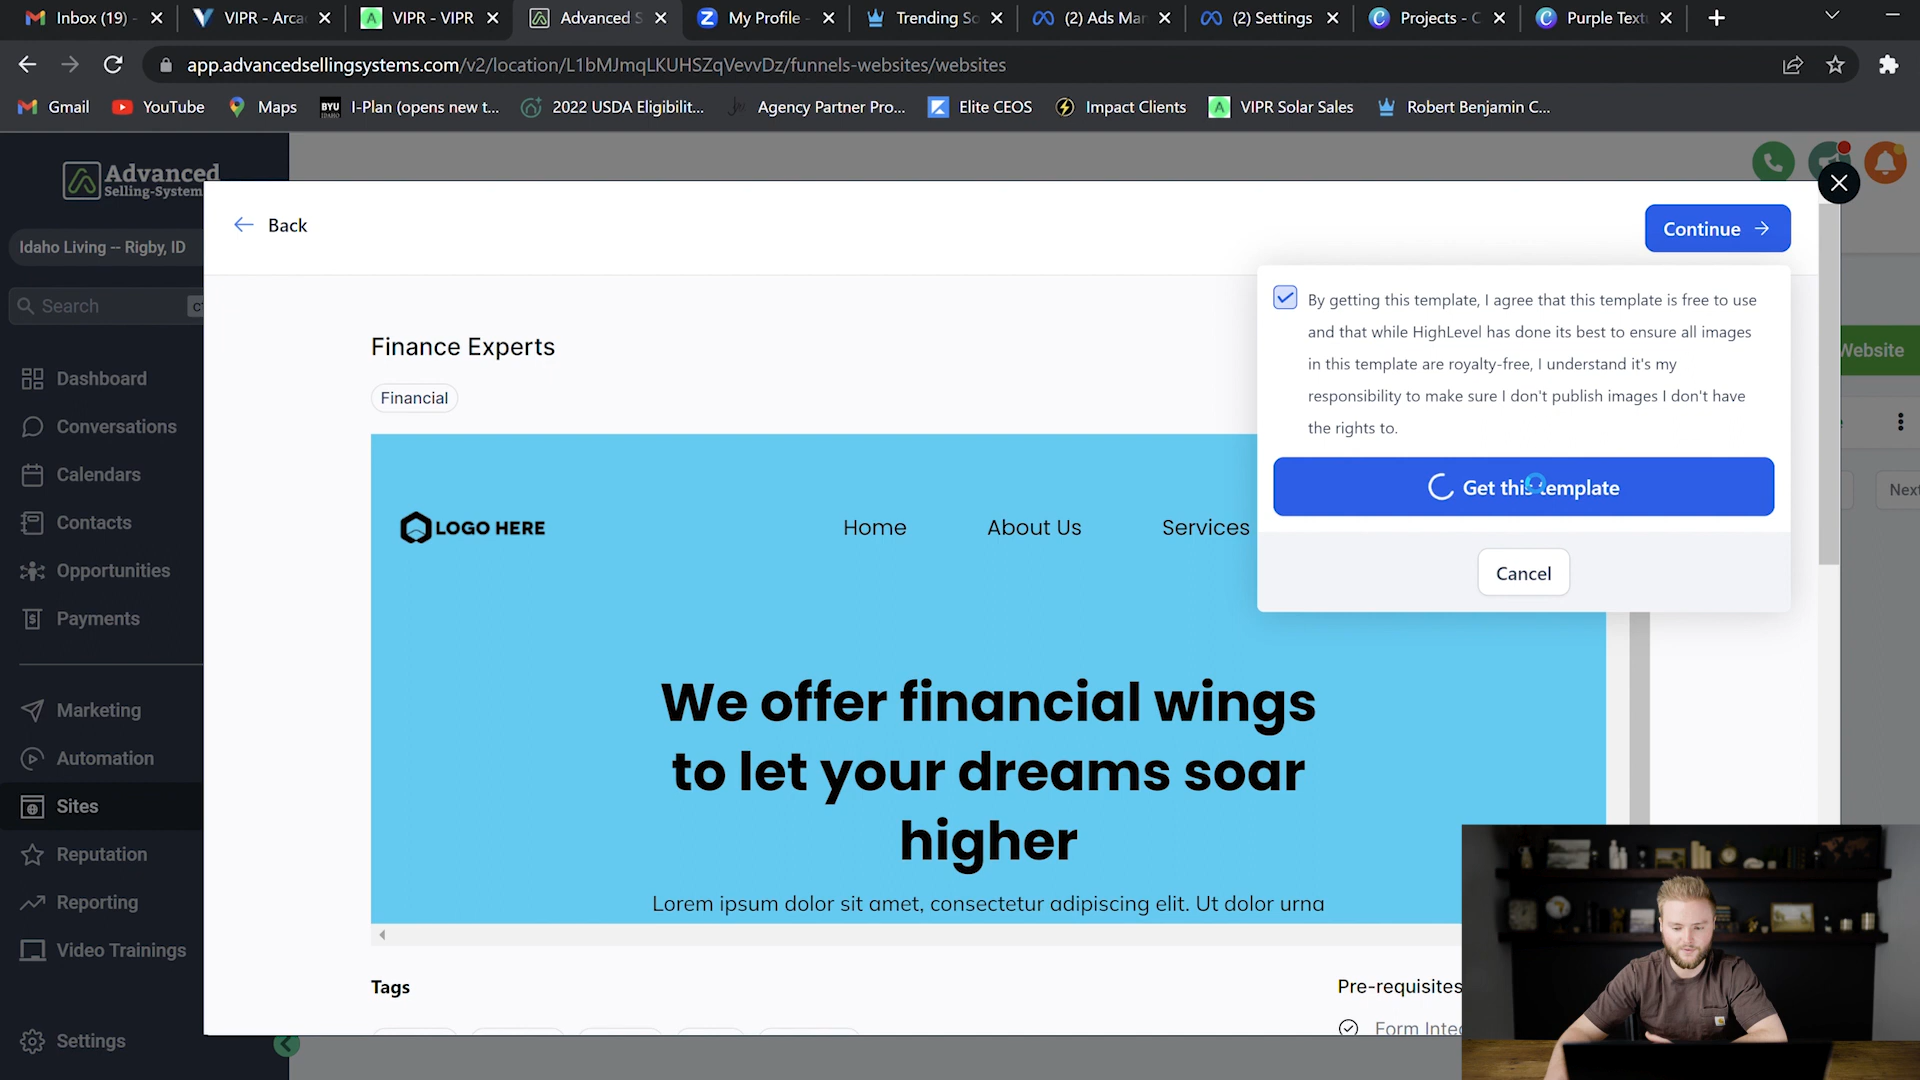 Inbox (19)
VIPR - Arca
VIPR - VIPR
Advanced S
My Profile -
Trending So
(2) Ads Man
(2) Settings
Projects - C
Purple Text
app.advancedsellingsystems.com/v2/location/L1bMJmqLKUHSZqVevvDz/funnels-websites/websites
Gmail
YouTube
Maps
BYU
IDAHO
I-Plan (opens new t...
2022 USDA Eligibilit...
Agency Partner Pro...
Elite CEOS
Impact Clients
VIPR Solar Sales
Robert Benjamin C...
Advanced
Selling-System
Idaho Living -- Rigby, ID
Search
Dashboard
Conversations
Calendars
Contacts
Opportunities
Payments
Marketing
Automation
Sites
Reputation
Reporting
Video Trainings
Settings
Back
Continue
By getting this template, I agree that this template is free to use
and that while HighLevel has done its best to ensure all images
in this template are royalty-free, I understand it's my
responsibility to make sure I don't publish images I don't have
the rights to.
Get this template
Cancel
Website
Next
Finance Experts
Financial
LOGO HERE
Home
About Us
Services
We offer financial wings
to let your dreams soar
higher
Lorem ipsum dolor sit amet, consectetur adipiscing elit. Ut dolor urna
Tags
Pre-requisites
Form Inte